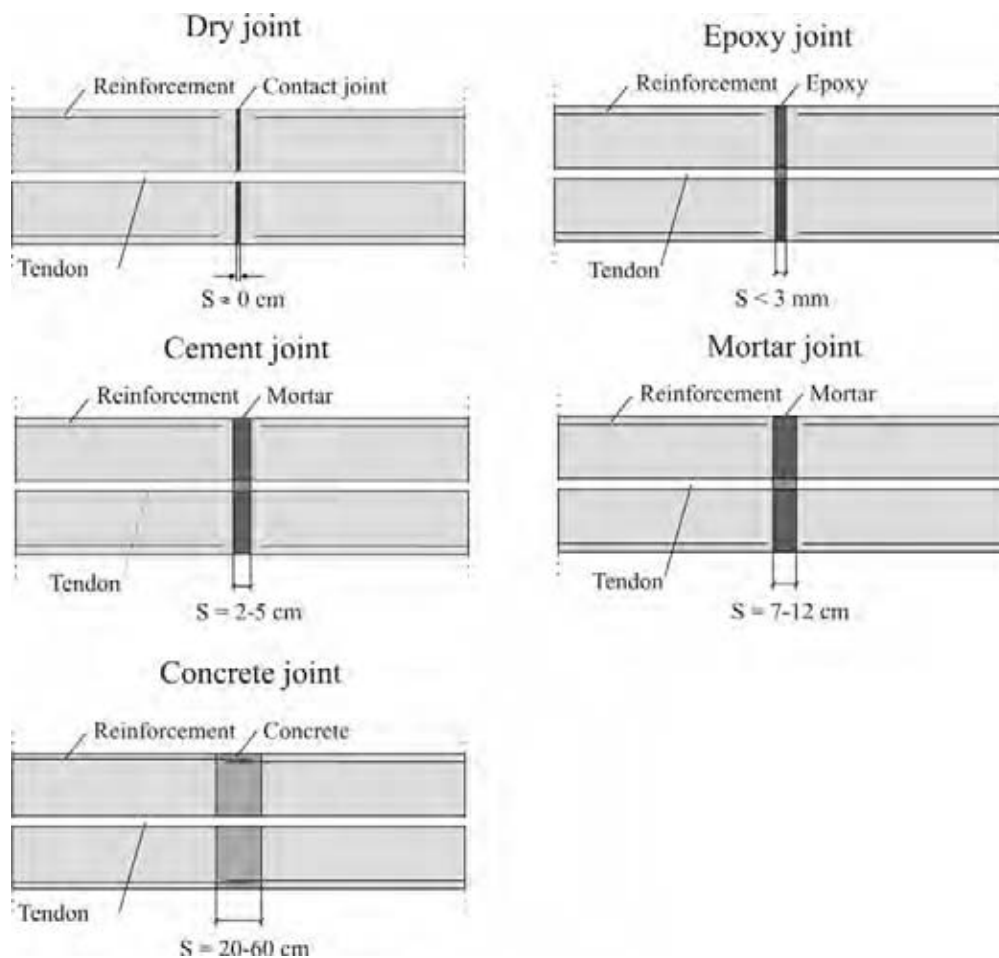 Dry joint
Reinforcement
Contact joint
Tendon
S ≈ 0 cm
Epoxy joint
Reinforcement
Epoxy
Tendon
S < 3 mm
Cement joint
Reinforcement
Mortar
Tendon
S = 2-5 cm
Mortar joint
Reinforcement
Mortar
Tendon
S = 7-12 cm
Concrete joint
Reinforcement
Concrete
Tendon
S = 20-60 cm